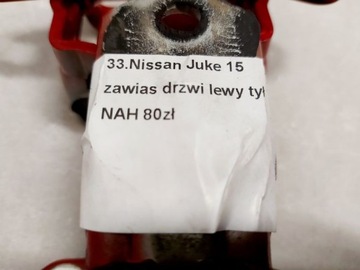 33.Nissan Juke 15
zawias drzwi lewy tył
NAH 80zł